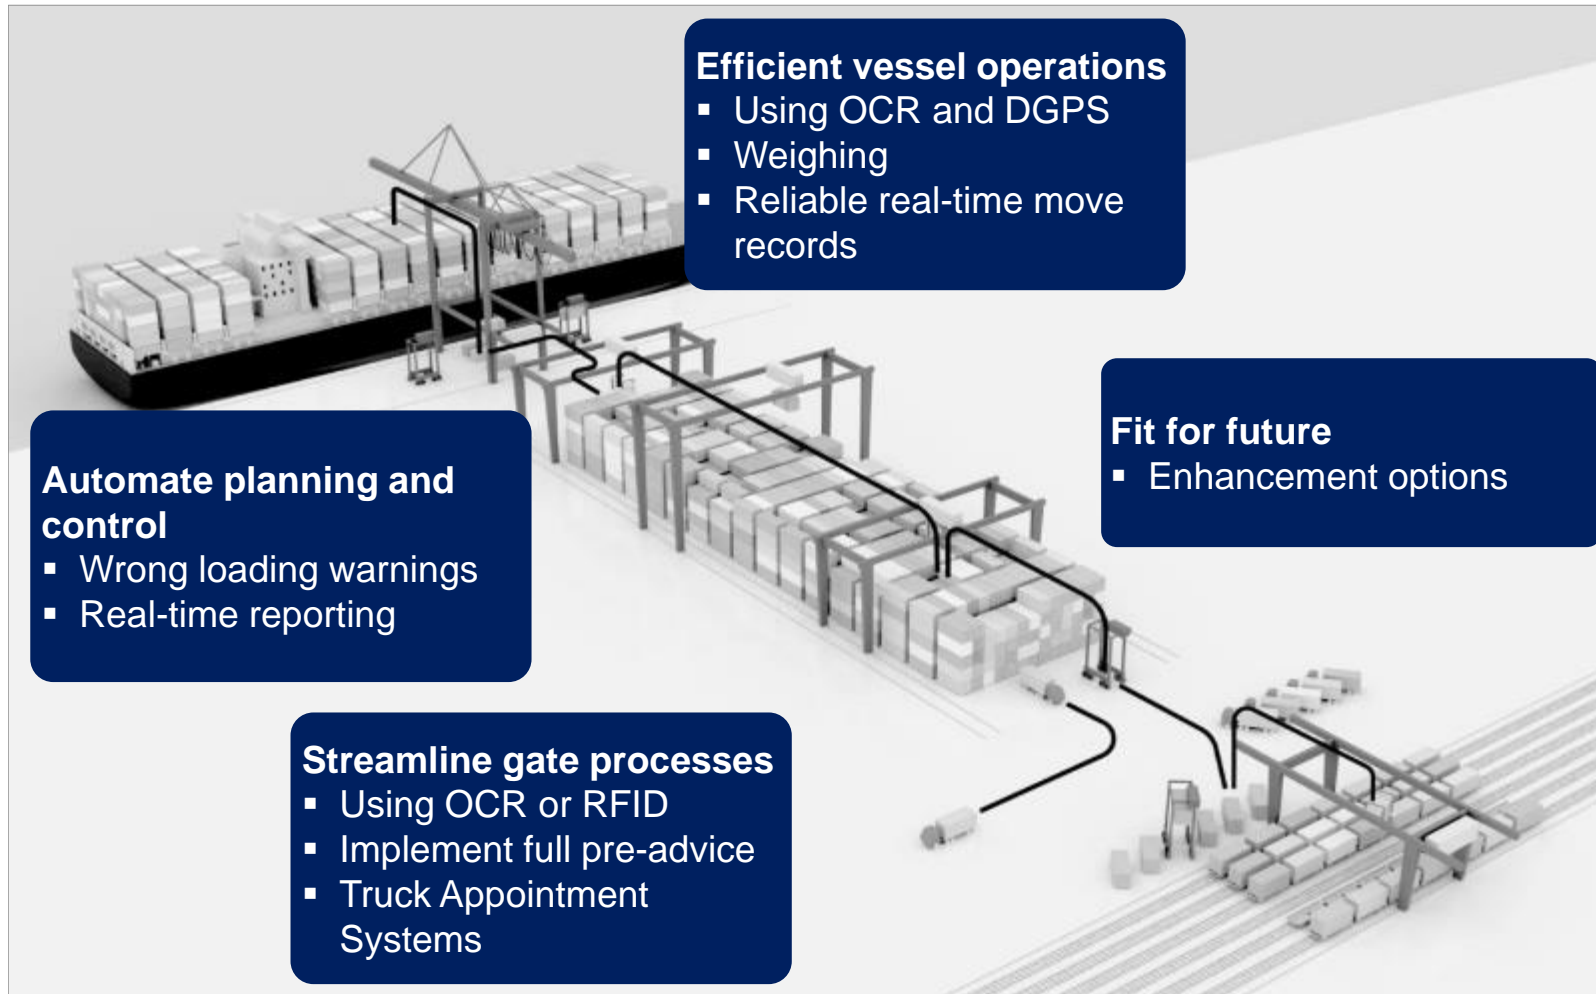 Efficient vessel operations
▪ Using OCR and DGPS
▪ Weighing
▪ Reliable real-time move
records
Fit for future
▪ Enhancement options
Automate planning and
control
▪ Wrong loading warnings
▪ Real-time reporting
Streamline gate processes
▪ Using OCR or RFID
▪ Implement full pre-advice
▪ Truck Appointment
Systems